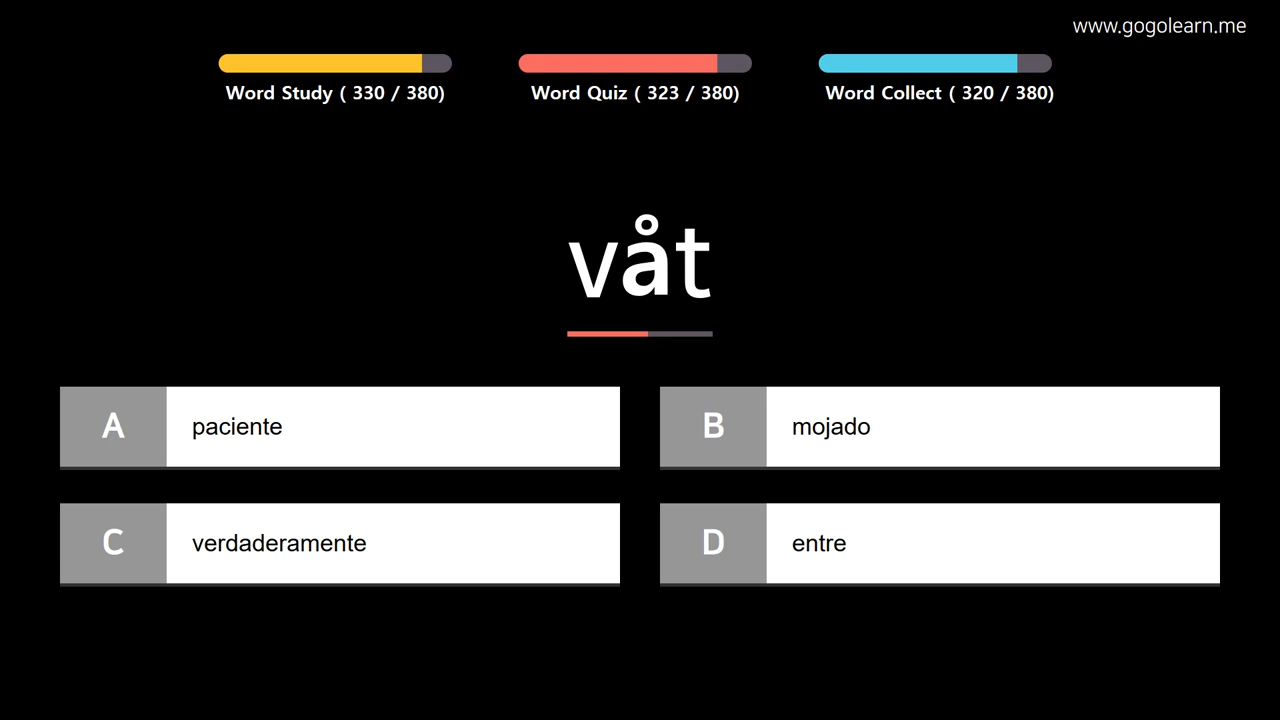 www.gogolearn.me
Word Study ( 330 / 380)
Word Quiz ( 323 / 380)
Word Collect ( 320 / 380)
våt
A paciente
B mojado
C verdaderamente
D entre